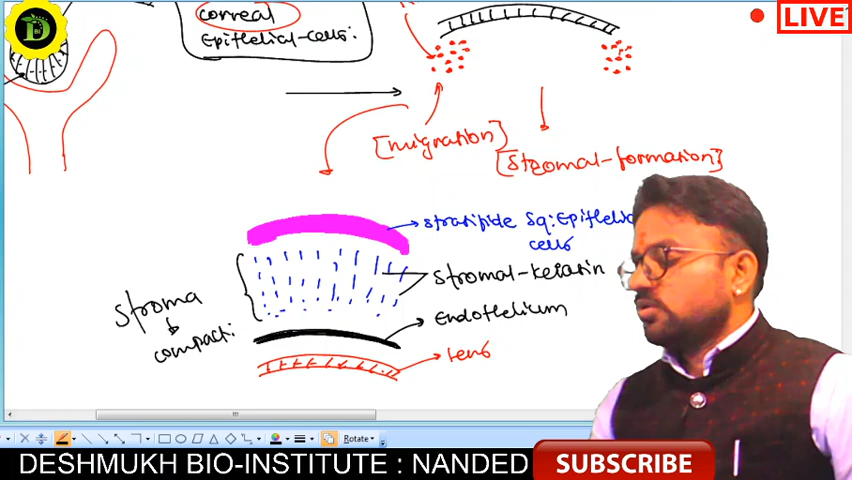 D
LIVE
correal
Epithelial-cells:
[migration]
[Stromal-formation]
stratifide Sq:Epithelial
cells
Stromal-keratin
Stroma
compact:
Endothelium
lens
Rotate
DESHMUKH BIO-INSTITUTE : NANDED
SUBSCRIBE